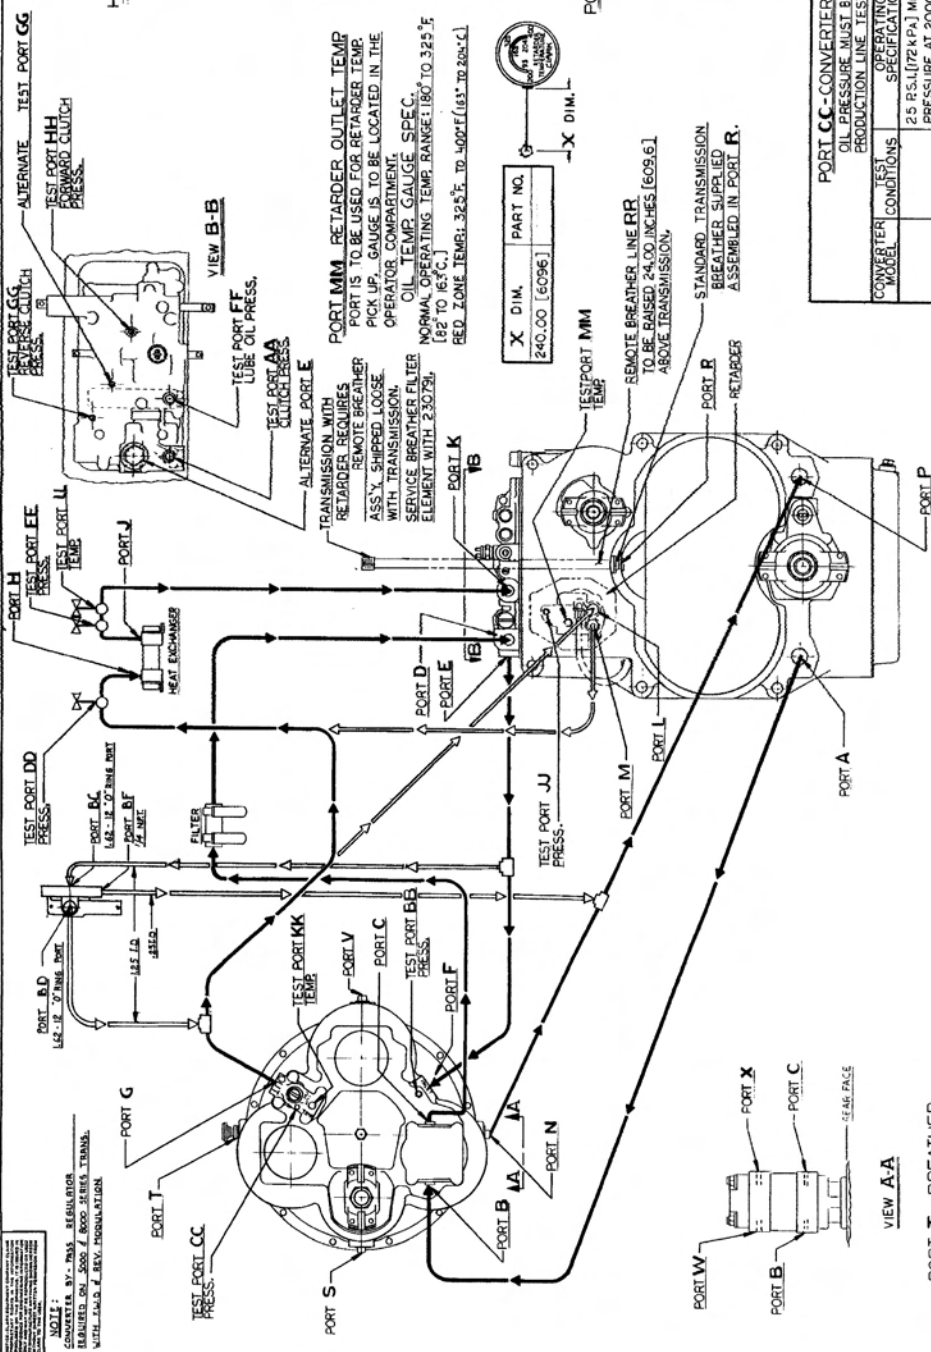 NOTE:
CONVERTER BY-PASS REGULATOR
REQUIRED ON 5000 & 8000 SERIES TRANS.
WITH FWD & REV. MODULATION
PORT BD
1.62-12 "O" RING PORT
TEST PORT DD
PRESS.
PORT BC
1.62-12 "O" RING PORT
PORT BF
1/4 NPT.
1.25 I.D.
.25 I.D.
PORT H
TEST PORT EE
PRESS.
TEST PORT LL
TEMP.
PORT J
HEAT EXCHANGER
FILTER
TEST PORT GG
REVERSE CLUTCH
PRESS.
ALTERNATE TEST PORT GG
TEST PORT HH
FORWARD CLUTCH
PRESS.
VIEW B-B
TEST PORT FF
LUBE OIL PRESS.
TEST PORT AA
CLUTCH PRESS.
ALTERNATE PORT E
TRANSMISSION WITH
RETARDER REQUIRES
REMOTE BREATHER
ASS'Y. SHIPPED LOOSE
WITH TRANSMISSION.
SERVICE BREATHER FILTER
ELEMENT WITH 230791.
PORT K
B
B
PORT D
PORT E
PORT MM RETARDER OUTLET TEMP.
PORT IS TO BE USED FOR RETARDER TEMP.
PICK UP. GAUGE IS TO BE LOCATED IN THE
OPERATOR COMPARTMENT.
OIL TEMP. GAUGE SPEC.
NORMAL OPERATING TEMP. RANGE: 180° TO 325°F.
[82° TO 163°C.]
RED ZONE TEMP.: 325°F. TO 400°F [163° TO 204°C]
X DIM.
X DIM. PART NO.
240.00 [6096]
TESTPORT MM
TEMP.
REMOTE BREATHER LINE RR
TO BE RAISED 24.00 INCHES [609,6]
ABOVE TRANSMISSION.
STANDARD TRANSMISSION
BREATHER SUPPLIED
ASSEMBLED IN PORT R.
PORT R
RETARDER
PORT G
PORT T
TEST PORT CC
PRESS.
PORT S
TEST PORT KK
TEMP.
PORT V
PORT C
TEST PORT BB
PRESS.
PORT F
A
A
PORT N
PORT B
TEST PORT JJ
PRESS.
PORT M
PORT L
PORT A
PORT P
PORT W
PORT X
PORT B
PORT C
GEAR FACE
VIEW A-A
PORT T BREATHER
PORT CC-CONVERTER
OIL PRESSURE MUST B
PRODUCTION LINE TES
CONVERTER
MODEL
TEST
CONDITIONS
OPERATING
SPECIFICATION
25 P.S.I. [172 kPa] M
PRESSURE AT 2000